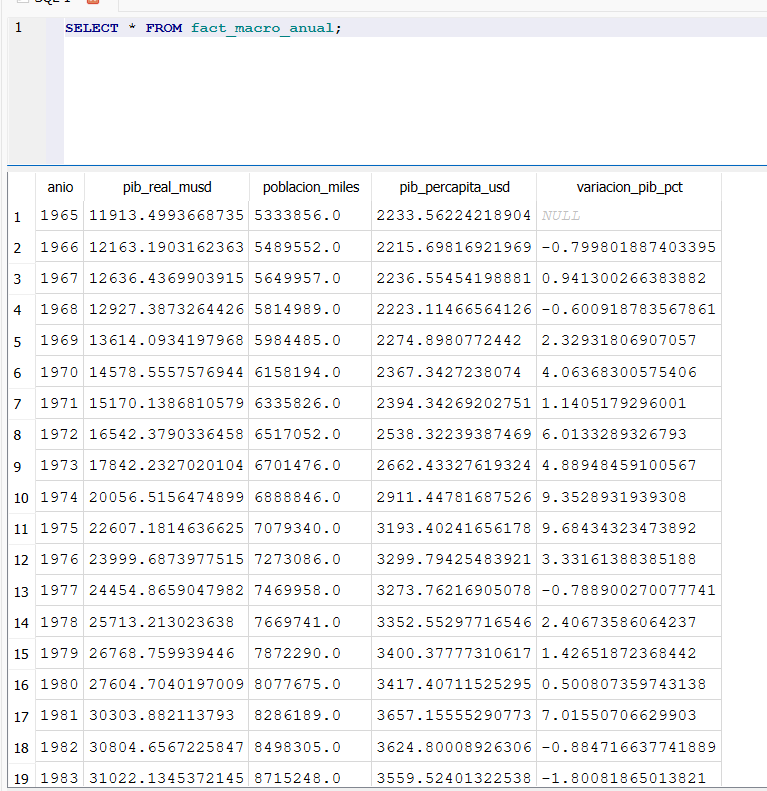 SQL 1
1 SELECT * FROM fact_macro_anual;
anio pib_real_musd poblacion_miles pib_percapita_usd variacion_pib_pct
1 1965 11913.4993668735 5333856.0 2233.56224218904 NULL
2 1966 12163.1903162363 5489552.0 2215.69816921969 -0.799801887403395
3 1967 12636.4369903915 5649957.0 2236.55454198881 0.941300266383882
4 1968 12927.3873264426 5814989.0 2223.11466564126 -0.600918783567861
5 1969 13614.0934197968 5984485.0 2274.8980772442 2.32931806907057
6 1970 14578.5557576944 6158194.0 2367.3427238074 4.06368300575406
7 1971 15170.1386810579 6335826.0 2394.34269202751 1.1405179296001
8 1972 16542.3790336458 6517052.0 2538.32239387469 6.0133289326793
9 1973 17842.2327020104 6701476.0 2662.43327619324 4.88948459100567
10 1974 20056.5156474899 6888846.0 2911.44781687526 9.3528931939308
11 1975 22607.1814636625 7079340.0 3193.40241656178 9.68434323473892
12 1976 23999.6873977515 7273086.0 3299.79425483921 3.33161388385188
13 1977 24454.8659047982 7469958.0 3273.76216905078 -0.788900270077741
14 1978 25713.213023638 7669741.0 3352.55297716546 2.40673586064237
15 1979 26768.759939446 7872290.0 3400.37777310617 1.42651872368442
16 1980 27604.7040197009 8077675.0 3417.40711525295 0.500807359743138
17 1981 30303.882113793 8286189.0 3657.15555290773 7.01550706629903
18 1982 30804.6567225847 8498305.0 3624.80008926306 -0.884716637741889
19 1983 31022.1345372145 8715248.0 3559.52401322538 -1.80081865013821